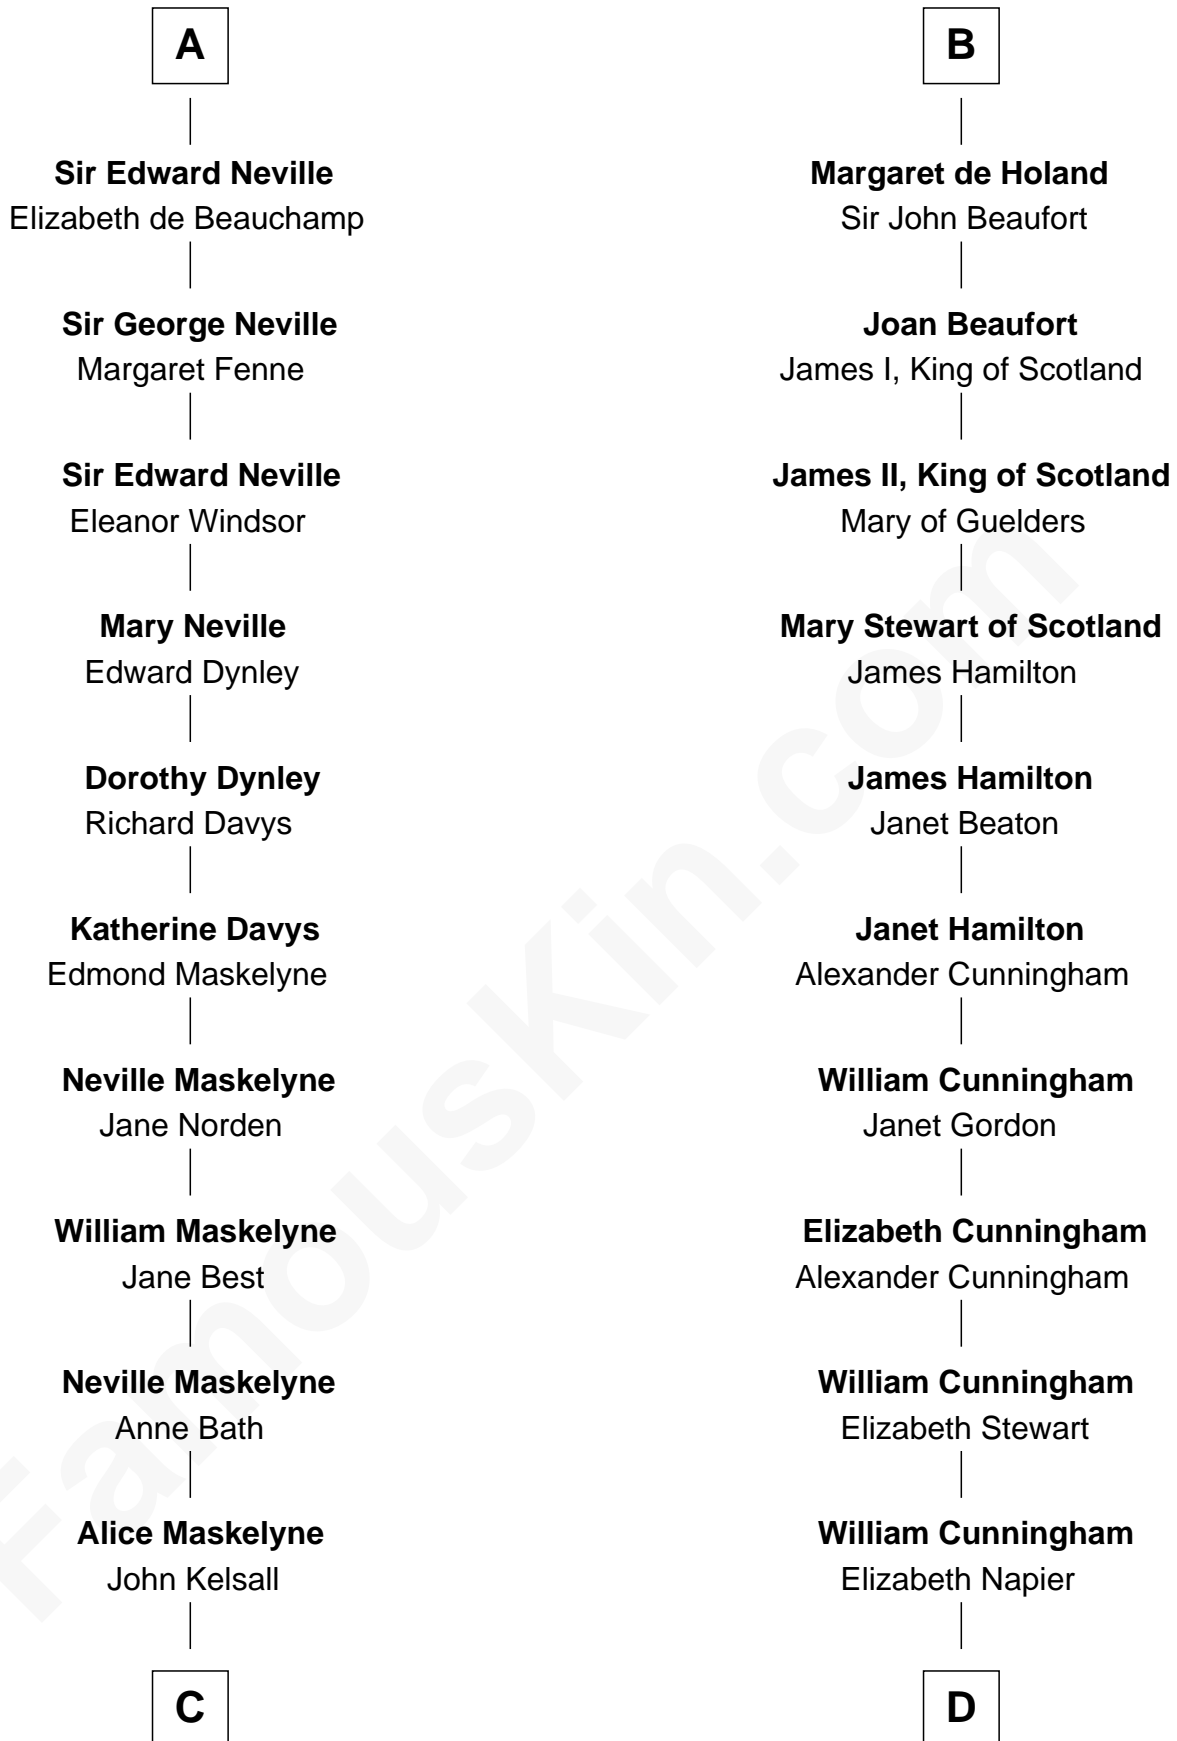 A
Sir Edward Neville
Elizabeth de Beauchamp
Sir George Neville
Margaret Fenne
Sir Edward Neville
Eleanor Windsor
Mary Neville
Edward Dynley
Dorothy Dynley
Richard Davys
Katherine Davys
Edmond Maskelyne
Neville Maskelyne
Jane Norden
William Maskelyne
Jane Best
Neville Maskelyne
Anne Bath
Alice Maskelyne
John Kelsall
C
B
Margaret de Holand
Sir John Beaufort
Joan Beaufort
James I, King of Scotland
James II, King of Scotland
Mary of Guelders
Mary Stewart of Scotland
James Hamilton
James Hamilton
Janet Beaton
Janet Hamilton
Alexander Cunningham
William Cunningham
Janet Gordon
Elizabeth Cunningham
Alexander Cunningham
William Cunningham
Elizabeth Stewart
William Cunningham
Elizabeth Napier
D
FamousKin.com